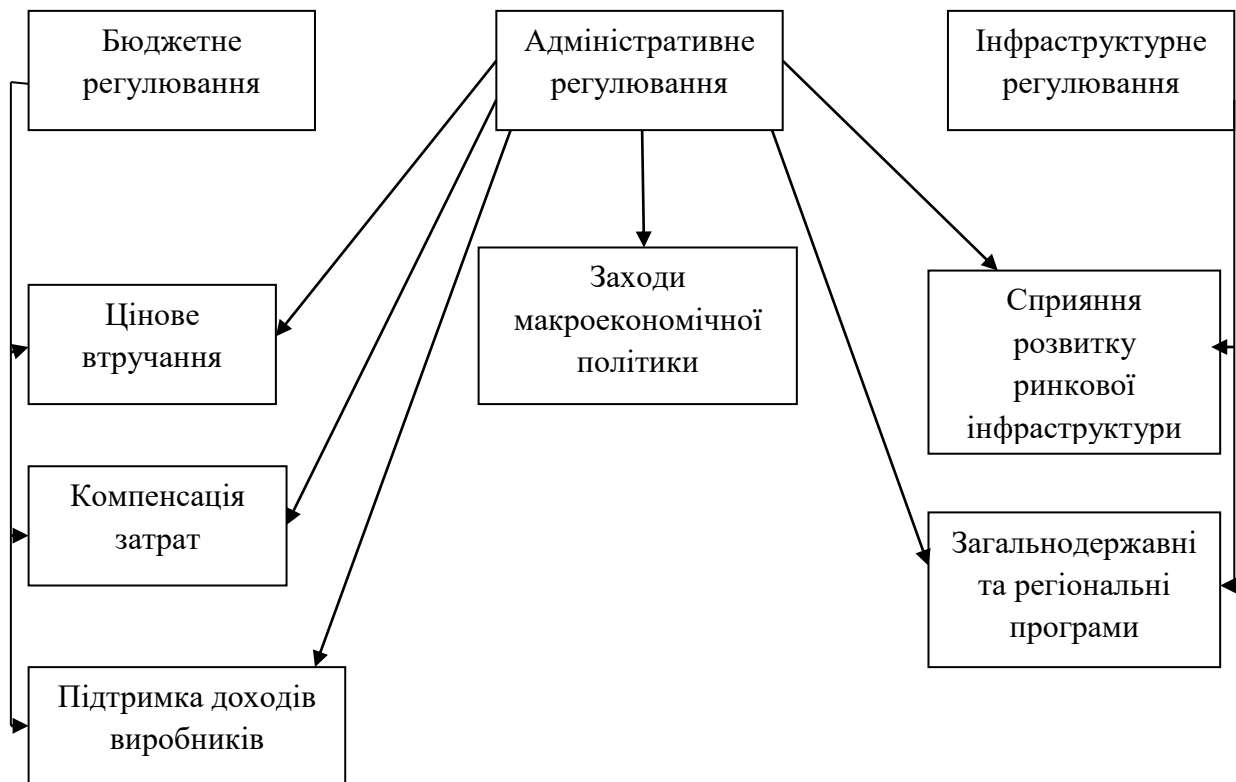 Бюджетне
регулювання
Адміністративне
регулювання
Інфраструктурне
регулювання
Цінове
втручання
Заходи
макроекономічної
політики
Сприяння
розвитку
ринкової
інфраструктури
Компенсація
затрат
Загальнодержавні
та регіональні
програми
Підтримка доходів
виробників